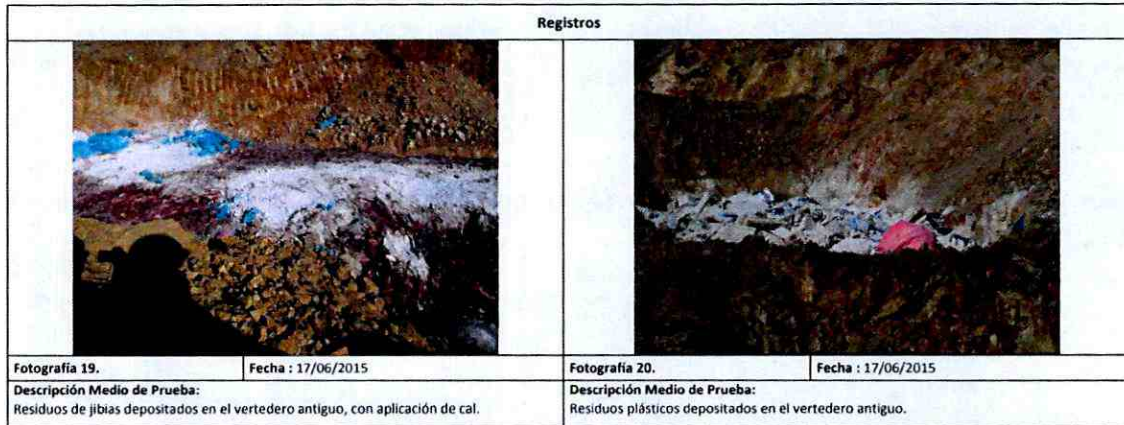 Registros
Fotografía 19.
Fecha : 17/06/2015
Fotografía 20.
Fecha : 17/06/2015
Descripción Medio de Prueba:
Residuos de jibias depositados en el vertedero antiguo, con aplicación de cal.
Descripción Medio de Prueba:
Residuos plásticos depositados en el vertedero antiguo.